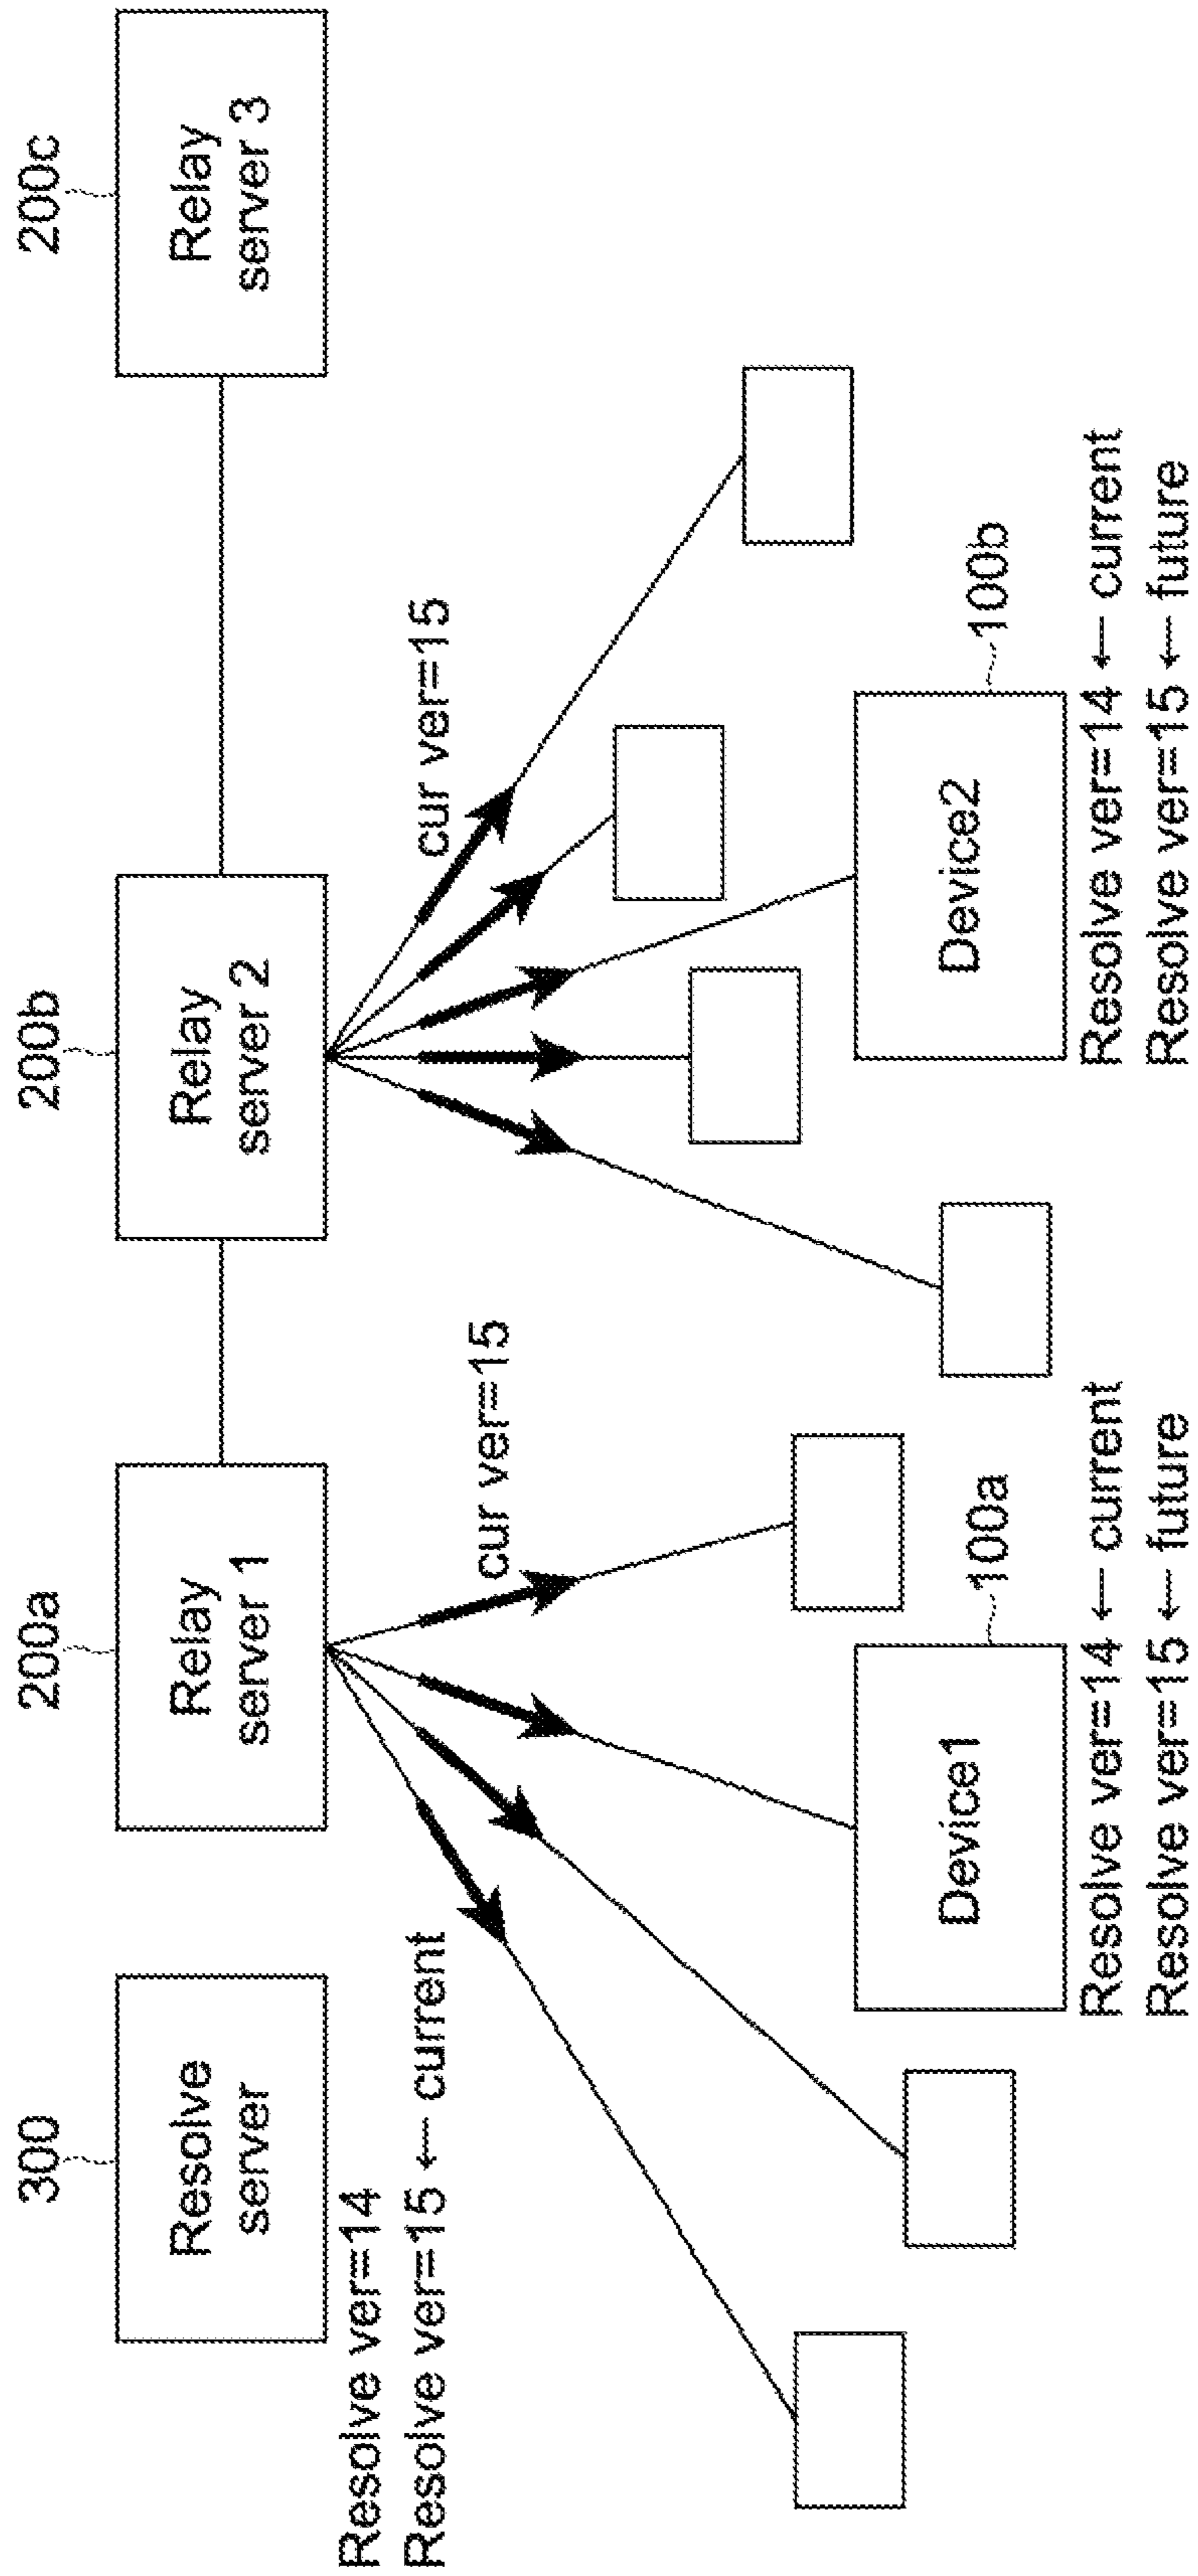 300
200a
200b
200c
Resolve
server
Relay
server 1
Relay
server 2
Relay
server 3
Resolve ver=14
Resolve ver=15 ← current
cur ver=15
cur ver=15
Device1
100a
Resolve ver=14 ← current
Resolve ver=15 ← future
Device2
100b
Resolve ver=14 ← current
Resolve ver=15 ← future